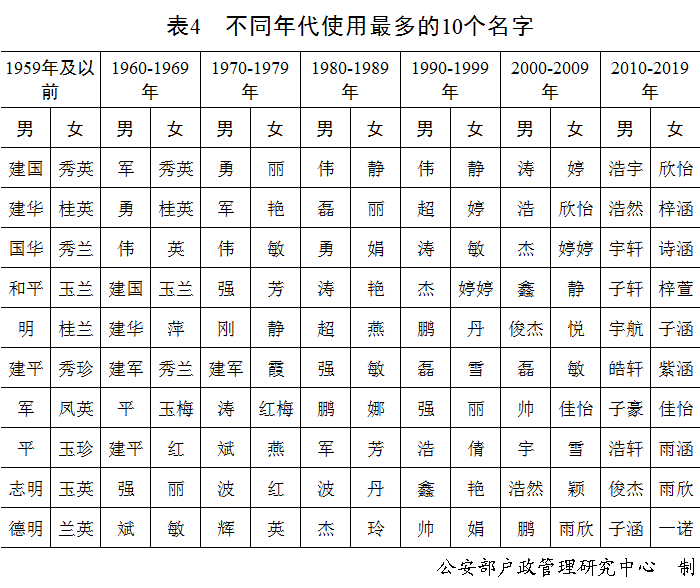 表4 不同年代使用最多的10个名字
1959年及以前 1960-1969年 1970-1979年 1980-1989年 1990-1999年 2000-2009年 2010-2019年
男 女 男 女 男 女 男 女 男 女 男 女 男 女
建国 秀英 军 秀英 勇 丽 伟 静 伟 静 涛 婷 浩宇 欣怡
建华 桂英 勇 桂英 军 艳 磊 丽 超 婷 浩 欣怡 浩然 梓涵
国华 秀兰 伟 英 伟 敏 勇 娟 涛 敏 杰 婷婷 宇轩 诗涵
和平 玉兰 建国 玉兰 强 芳 涛 艳 杰 婷婷 鑫 静 子轩 梓萱
明 桂兰 建华 萍 刚 静 超 燕 鹏 丹 俊杰 悦 宇航 子涵
建平 秀珍 建军 秀兰 建军 霞 强 敏 磊 雪 磊 敏 皓轩 紫涵
军 凤英 平 玉梅 涛 红梅 鹏 娜 强 丽 帅 佳怡 子豪 佳怡
平 玉珍 建平 红 斌 燕 军 芳 浩 倩 宇 雪 浩轩 雨涵
志明 玉英 强 丽 波 红 波 丹 鑫 艳 浩然 颖 俊杰 雨欣
德明 兰英 斌 敏 辉 英 杰 玲 帅 娟 鹏 雨欣 子涵 一诺
公安部户政管理研究中心 制